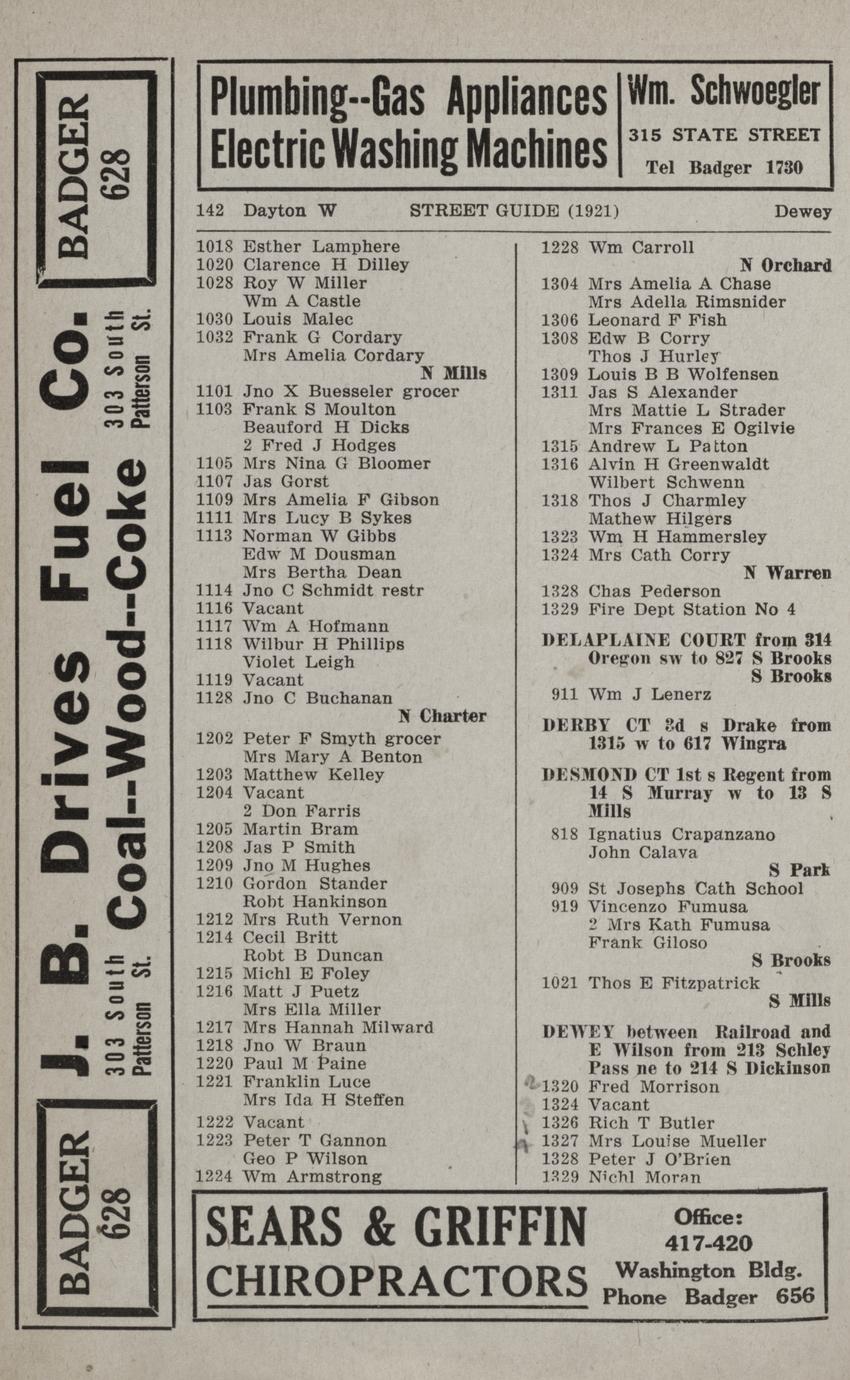 BADGER
628
J. B. Drives Fuel Co.
303 South
Patterson St.
Coal--Wood--Coke
303 South
Patterson St.
BADGER
628
Plumbing--Gas Appliances
Electric Washing Machines
Wm. Schwoegler
315 STATE STREET
Tel Badger 1730
142 Dayton W STREET GUIDE (1921) Dewey
1018 Esther Lamphere
1020 Clarence H Dilley
1028 Roy W Miller
Wm A Castle
1030 Louis Malec
1032 Frank G Cordary
Mrs Amelia Cordary
N Mills
1101 Jno X Buesseler grocer
1103 Frank S Moulton
Beauford H Dicks
2 Fred J Hodges
1105 Mrs Nina G Bloomer
1107 Jas Gorst
1109 Mrs Amelia F Gibson
1111 Mrs Lucy B Sykes
1113 Norman W Gibbs
Edw M Dousman
Mrs Bertha Dean
1114 Jno C Schmidt restr
1116 Vacant
1117 Wm A Hofmann
1118 Wilbur H Phillips
Violet Leigh
1119 Vacant
1128 Jno C Buchanan
N Charter
1202 Peter F Smyth grocer
Mrs Mary A Benton
1203 Matthew Kelley
1204 Vacant
2 Don Farris
1205 Martin Bram
1208 Jas P Smith
1209 Jno M Hughes
1210 Gordon Stander
Robt Hankinson
1212 Mrs Ruth Vernon
1214 Cecil Britt
Robt B Duncan
1215 Michl E Foley
1216 Matt J Puetz
Mrs Ella Miller
1217 Mrs Hannah Milward
1218 Jno W Braun
1220 Paul M Paine
1221 Franklin Luce
Mrs Ida H Steffen
1222 Vacant
1223 Peter T Gannon
Geo P Wilson
1224 Wm Armstrong
1228 Wm Carroll
N Orchard
1304 Mrs Amelia A Chase
Mrs Adella Rimsnider
1306 Leonard F Fish
1308 Edw B Corry
Thos J Hurley
1309 Louis B B Wolfensen
1311 Jas S Alexander
Mrs Mattie L Strader
Mrs Frances E Ogilvie
1315 Andrew L Patton
1316 Alvin H Greenwaldt
Wilbert Schwenn
1318 Thos J Charmley
Mathew Hilgers
1323 Wm H Hammersley
1324 Mrs Cath Corry
N Warren
1328 Chas Pederson
1329 Fire Dept Station No 4
DELAPLAINE COURT from 314
Oregon sw to 827 S Brooks
S Brooks
911 Wm J Lenerz
DERBY CT 3d s Drake from
1315 w to 617 Wingra
DESMOND CT 1st s Regent from
14 S Murray w to 13 S
Mills
818 Ignatius Crapanzano
John Calava
S Park
909 St Josephs Cath School
919 Vincenzo Fumusa
2 Mrs Kath Fumusa
Frank Giloso
S Brooks
1021 Thos E Fitzpatrick
S Mills
DEWEY between Railroad and
E Wilson from 213 Schley
Pass ne to 214 S Dickinson
1320 Fred Morrison
1324 Vacant
1326 Rich T Butler
1327 Mrs Louise Mueller
1328 Peter J O'Brien
1329 Nichl Moran
SEARS & GRIFFIN
CHIROPRACTORS
Office:
417-420
Washington Bldg.
Phone Badger 656